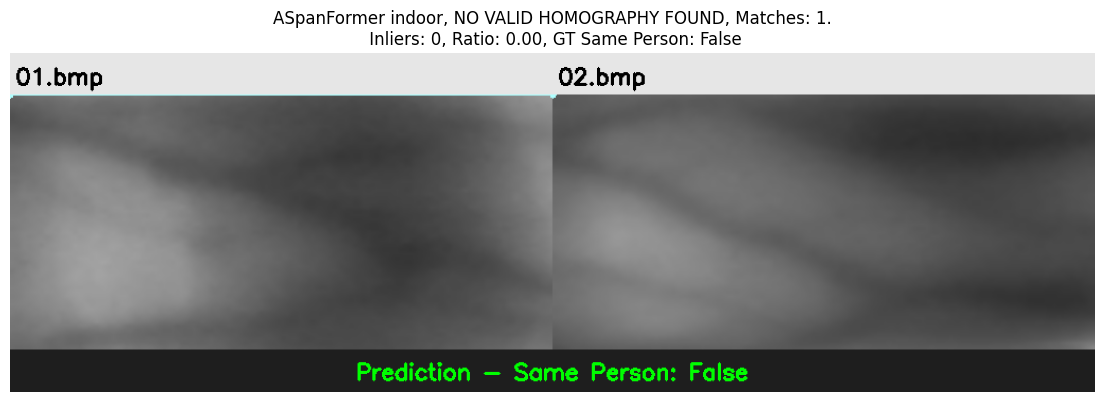 ASpanFormer indoor, NO VALID HOMOGRAPHY FOUND, Matches: 1.
Inliers: 0, Ratio: 0.00, GT Same Person: False
01.bmp
02.bmp
Prediction - Same Person: False